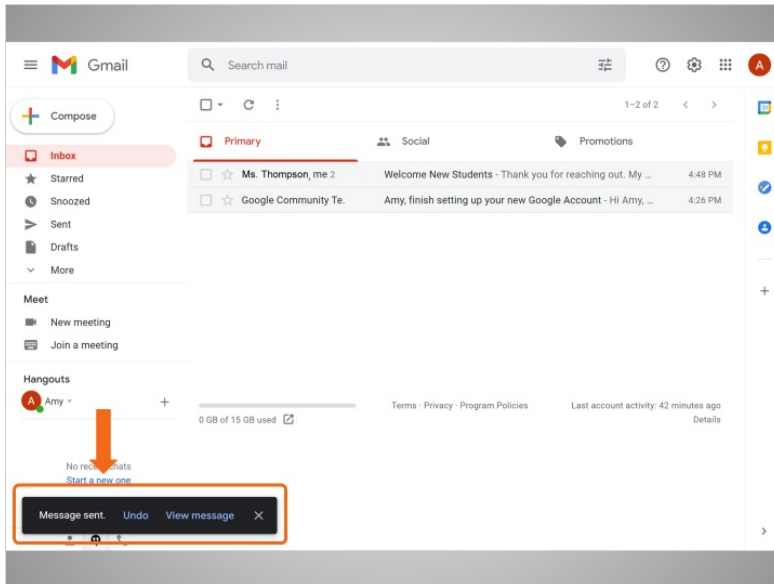 Gmail
Search mail
A
Compose
1–2 of 2
Primary
Social
Promotions
Inbox
Ms. Thompson, me 2
Welcome New Students - Thank you for reaching out. My ...
4:48 PM
Starred
Google Community Te.
Amy, finish setting up your new Google Account - Hi Amy, ...
4:26 PM
Snoozed
Sent
Drafts
More
Meet
New meeting
Join a meeting
Hangouts
A Amy
0 GB of 15 GB used
Terms · Privacy · Program Policies
Last account activity: 42 minutes ago
Details
Start a new one
Message sent.
Undo
View message